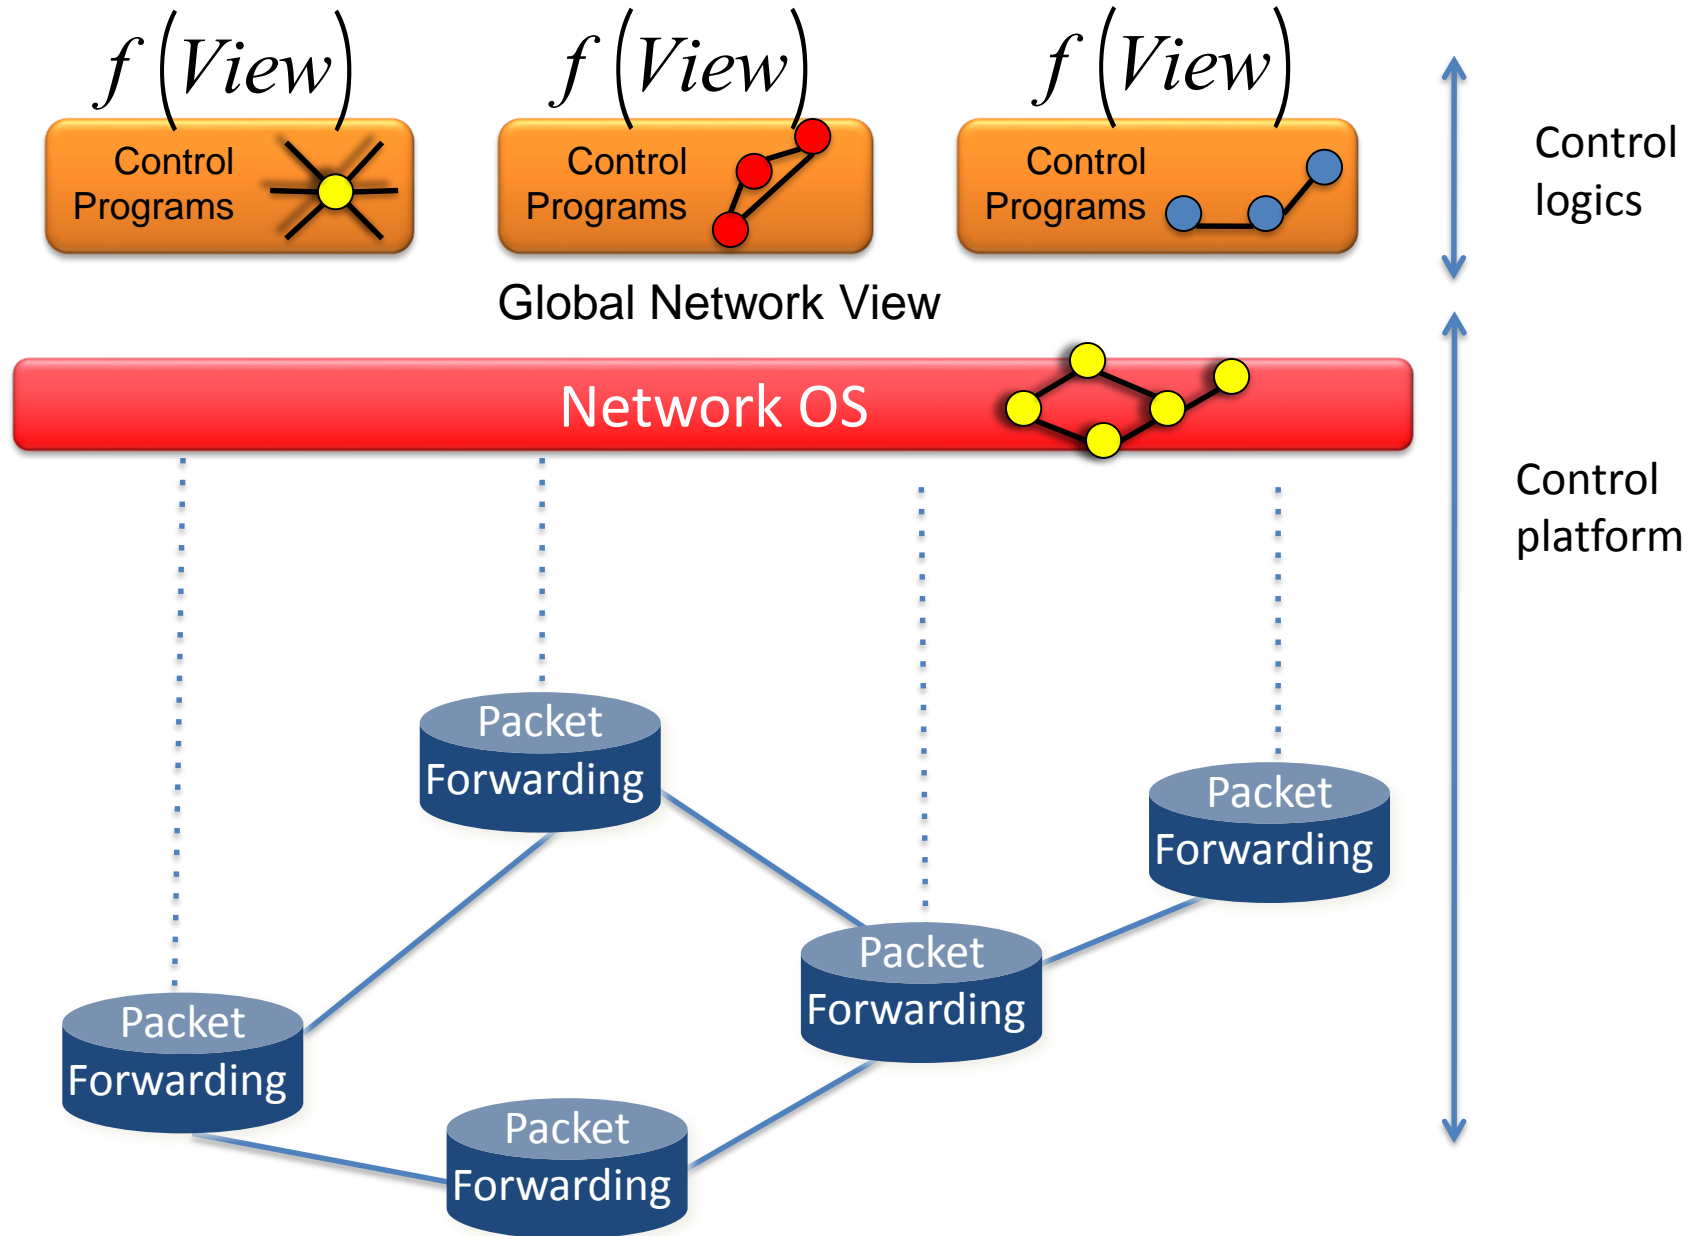 f (View)
f (View)
f (View)
Control
Programs
Control
Programs
Control
Programs
Control
logics
Global Network View
Network OS
Control
platform
Packet
Forwarding
Packet
Forwarding
Packet
Forwarding
Packet
Forwarding
Packet
Forwarding